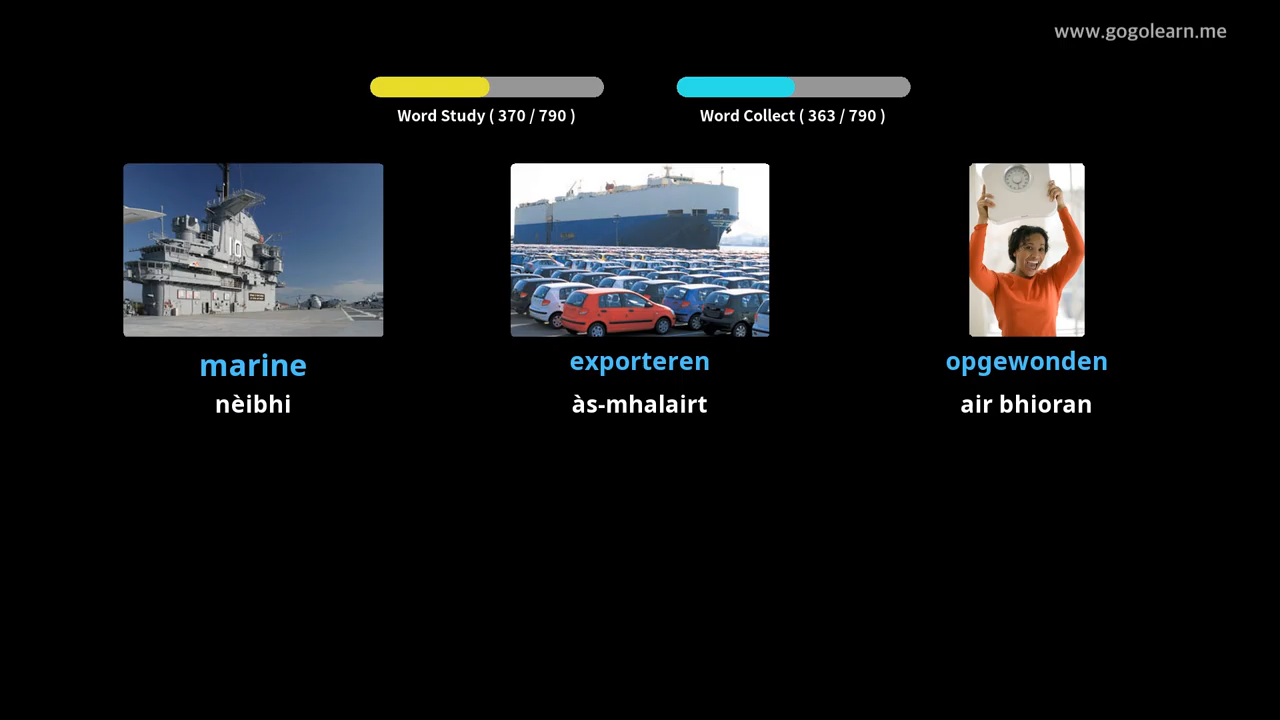 www.gogolearn.me
Word Study ( 370 / 790 )
Word Collect ( 363 / 790 )
10
marine
exporteren
opgewonden
nèibhi
às-mhalairt
air bhioran